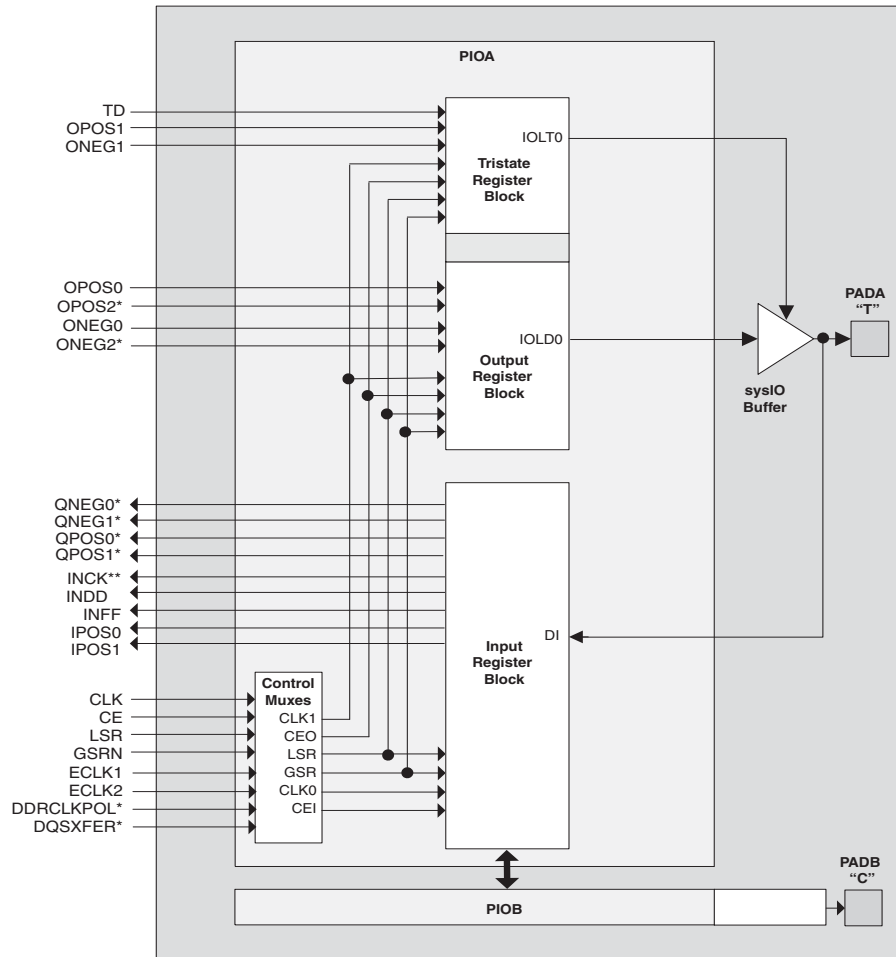 PIOA
TD
OPOS1
ONEG1
IOLT0
Tristate
Register
Block
OPOS0
OPOS2*
ONEG0
ONEG2*
IOLD0
Output
Register
Block
PADA
“T”
sysIO
Buffer
QNEG0*
QNEG1*
QPOS0*
QPOS1*
INCK**
INDD
INFF
IPOS0
IPOS1
DI
Input
Register
Block
CLK
CE
LSR
GSRN
ECLK1
ECLK2
DDRCLKPOL*
DQSXFER*
Control
Muxes
CLK1
CEO
LSR
GSR
CLK0
CEI
PADB
“C”
PIOB